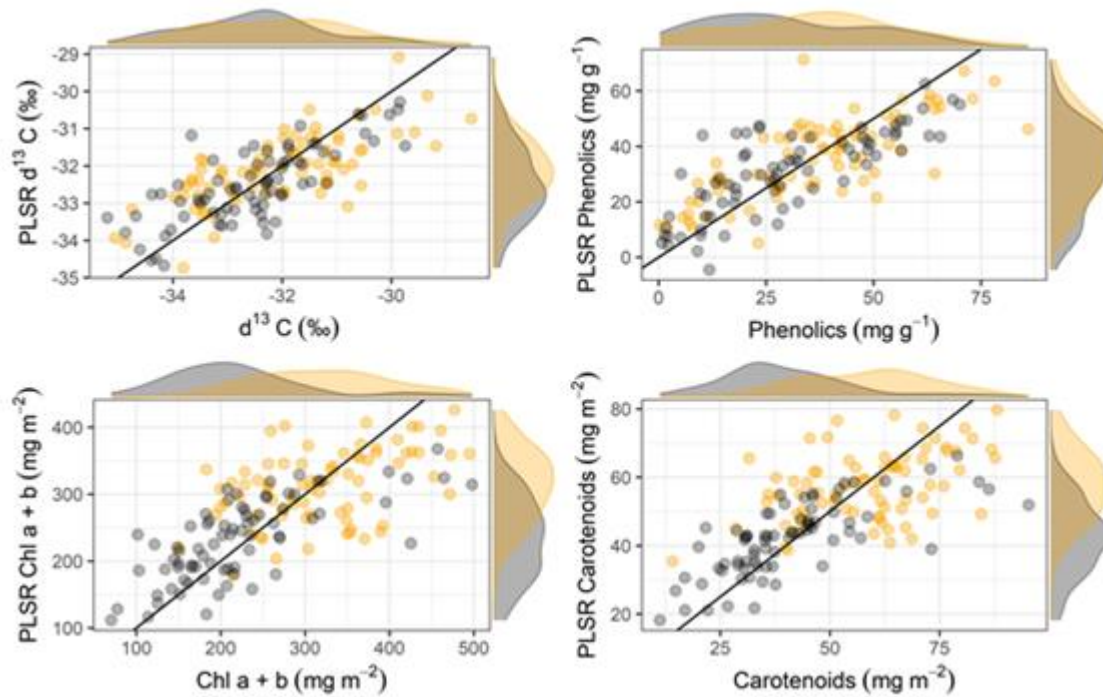 -29
-30
-31
-32
-33
-34
-35
PLSR d¹³ C (‰)
-34 -32 -30
d¹³ C (‰)
60
40
20
0
PLSR Phenolics (mg g⁻¹)
0 25 50 75
Phenolics (mg g⁻¹)
400
300
200
100
PLSR Chl a + b (mg m⁻²)
100 200 300 400 500
Chl a + b (mg m⁻²)
80
60
40
20
PLSR Carotenoids (mg m⁻²)
25 50 75
Carotenoids (mg m⁻²)